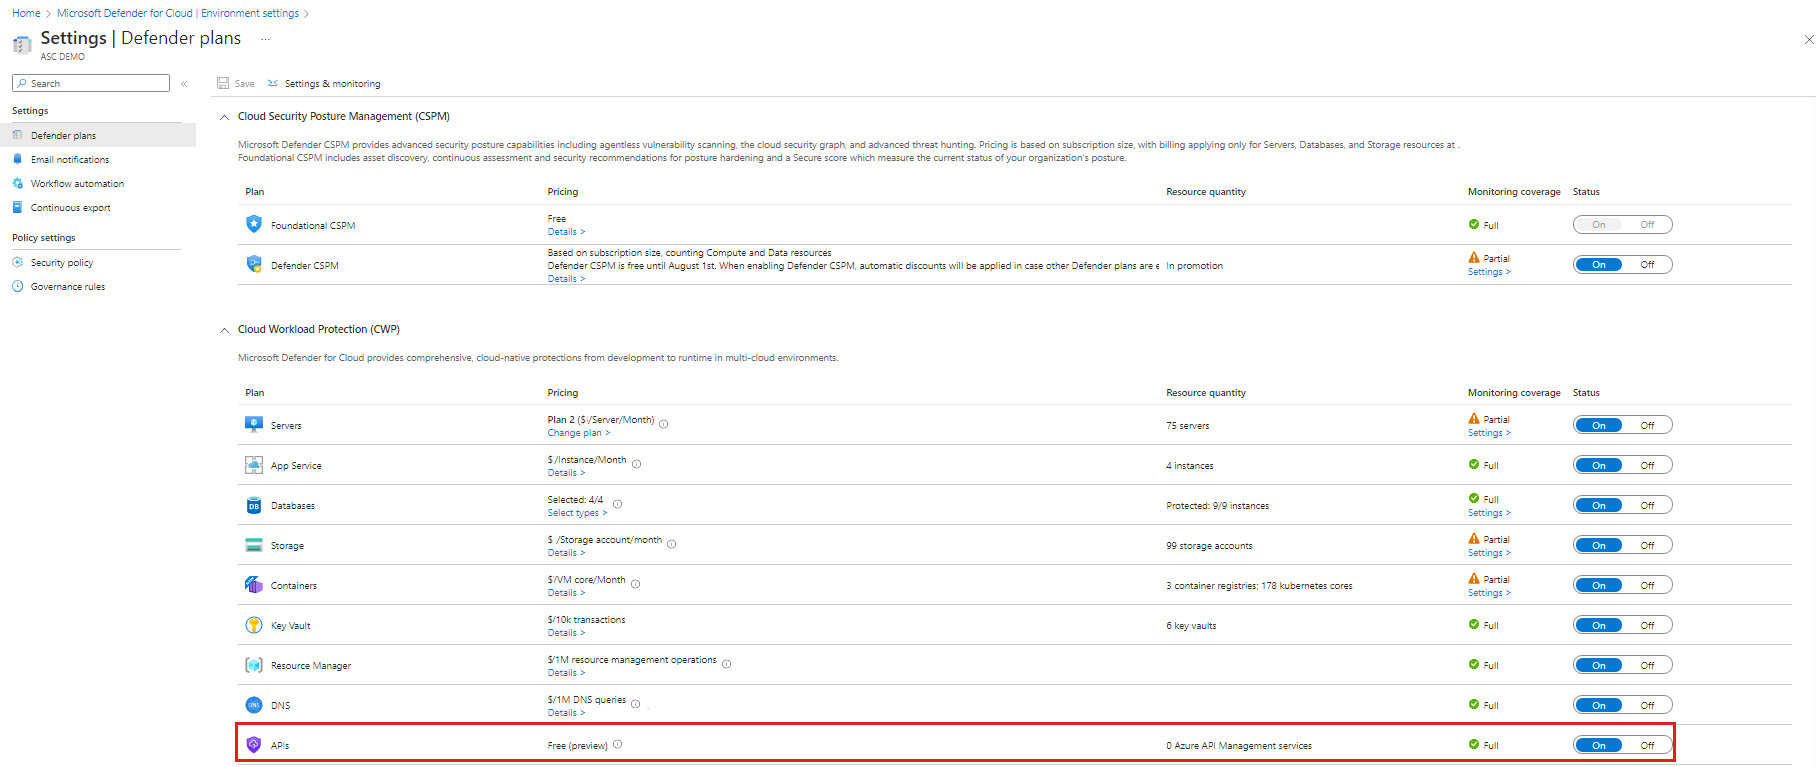 Home > Microsoft Defender for Cloud | Environment settings >
Settings | Defender plans ...
ASC DEMO
Search «
Save Settings & monitoring
Settings
Defender plans
Email notifications
Workflow automation
Continuous export
Policy settings
Security policy
Governance rules
Cloud Security Posture Management (CSPM)
Microsoft Defender CSPM provides advanced security posture capabilities including agentless vulnerability scanning, the cloud security graph, and advanced threat hunting. Pricing is based on subscription size, with billing applying only for Servers, Databases, and Storage resources at .
Foundational CSPM includes asset discovery, continuous assessment and security recommendations for posture hardening and a Secure score which measure the current status of your organization's posture.
Plan Pricing Resource quantity Monitoring coverage Status
Foundational CSPM Free Full On Off
Details >
Based on subscription size, counting Compute and Data resources
Defender CSPM Defender CSPM is free until August 1st. When enabling Defender CSPM, automatic discounts will be applied in case other Defender plans are e In promotion Partial On Off
Details > Settings >
Cloud Workload Protection (CWP)
Microsoft Defender for Cloud provides comprehensive, cloud-native protections from development to runtime in multi-cloud environments.
Plan Pricing Resource quantity Monitoring coverage Status
Servers Plan 2 ($/Server/Month) 75 servers Partial On Off
Change plan > Settings >
App Service $/Instance/Month 4 instances Full On Off
Details >
Databases Selected: 4/4 Protected: 9/9 instances Full On Off
Select types > Settings >
Storage $ /Storage account/month 99 storage accounts Partial On Off
Details > Settings >
Containers $/VM core/Month 3 container registries; 178 kubernetes cores Partial On Off
Details > Settings >
Key Vault $/10k transactions 6 key vaults Full On Off
Details >
Resource Manager $/1M resource management operations Full On Off
Details >
DNS DNS $/1M DNS queries Full On Off
Details >
APIs Free (preview) 0 Azure API Management services Full On Off